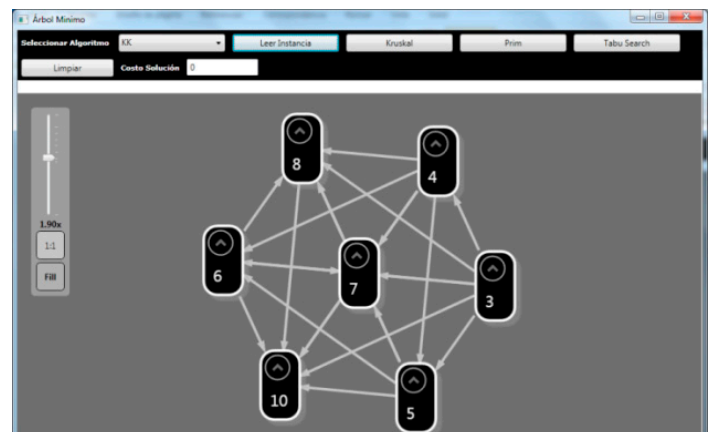 Árbol Minimo
Seleccionar Algoritmo KK Leer Instancia Kruskal Prim Tabu Search
Limpiar Costo Solución 0
8
4
1.90x
1:1
6
7
3
Fill
10
5